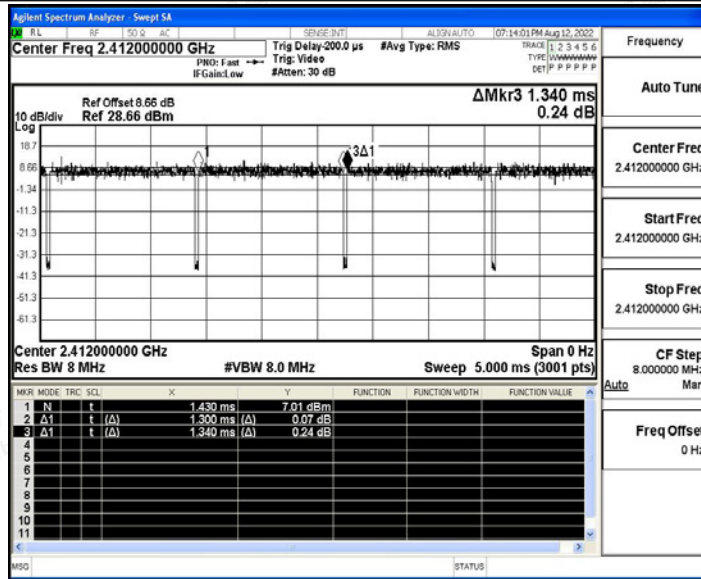 Agilent Spectrum Analyzer - Swept SA
RL RF 50 Ω AC SENSE:INT ALIGN AUTO 07:14:01 PM Aug 12, 2022
Center Freq 2.412000000 GHz
PNO: Fast
IFGain:Low
Trig Delay-200.0 µs
Trig: Video
#Atten: 30 dB
#Avg Type: RMS
TRACE 1 2 3 4 5 6
TYPE WWWWWW
DET P P P P P P
Frequency
Auto Tune
Center Freq
2.412000000 GHz
Start Freq
2.412000000 GHz
Stop Freq
2.412000000 GHz
CF Step
8.000000 MHz
Auto Man
Freq Offset
0 Hz
ΔMkr3 1.340 ms
0.24 dB
Ref Offset 8.66 dB
10 dB/div Ref 28.66 dBm
Log
18.7
8.66
-1.34
-11.3
-21.3
-31.3
-41.3
-51.3
-61.3
1
3Δ1
Center 2.412000000 GHz Span 0 Hz
Res BW 8 MHz #VBW 8.0 MHz Sweep 5.000 ms (3001 pts)
MKR MODE TRC SCL X Y FUNCTION FUNCTION WIDTH FUNCTION VALUE
1 N t 1.430 ms 7.01 dBm
2 Δ1 t (Δ) 1.300 ms (Δ) 0.07 dB
3 Δ1 t (Δ) 1.340 ms (Δ) 0.24 dB
4
5
6
7
8
9
10
11
MSG STATUS